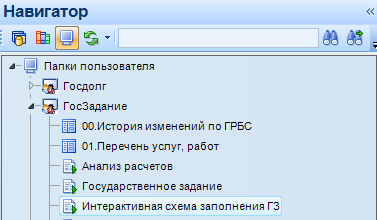 Навигатор
Папки пользователя
Госдолг
ГосЗадание
00.История изменений по ГРБС
01.Перечень услуг, работ
Анализ расчетов
Государственное задание
Интерактивная схема заполнения ГЗ